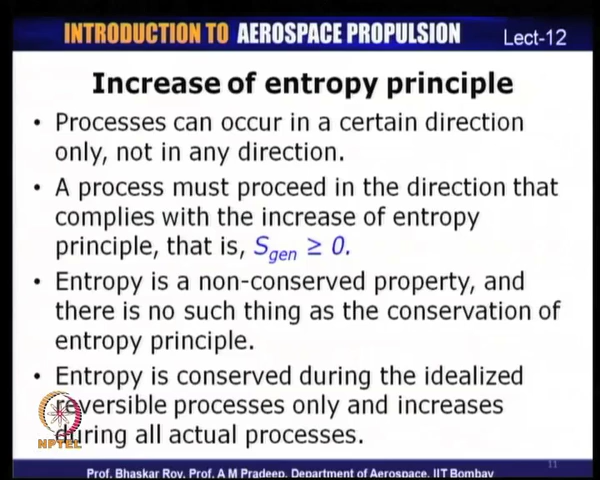 INTRODUCTION TO AEROSPACE PROPULSION Lect-12
Increase of entropy principle
• Processes can occur in a certain direction
only, not in any direction.
• A process must proceed in the direction that
complies with the increase of entropy
principle, that is, Sgen ≥ 0.
• Entropy is a non-conserved property, and
there is no such thing as the conservation of
entropy principle.
• Entropy is conserved during the idealized
reversible processes only and increases
during all actual processes.
NPTEL
11
Prof. Bhaskar Roy, Prof. A M Pradeep, Department of Aerospace, IIT Bombay